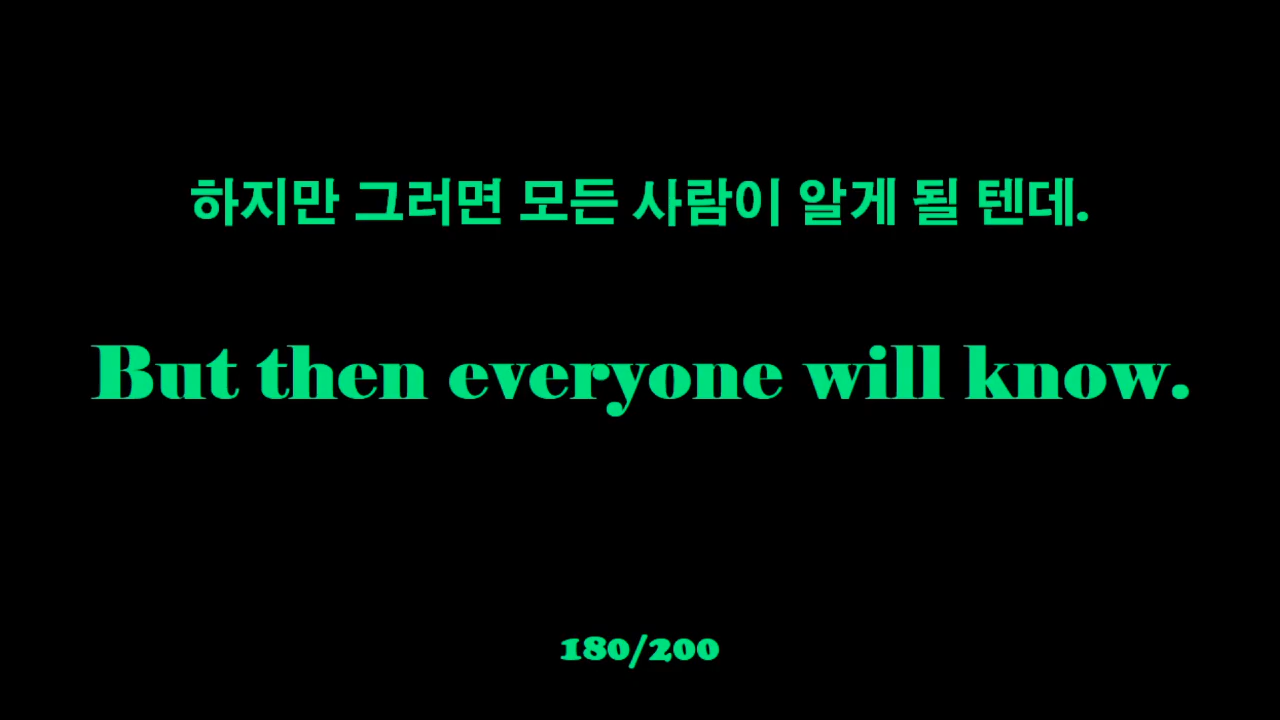 하지만 그러면 모든 사람이 알게 될 텐데.
But then everyone will know.
180/200